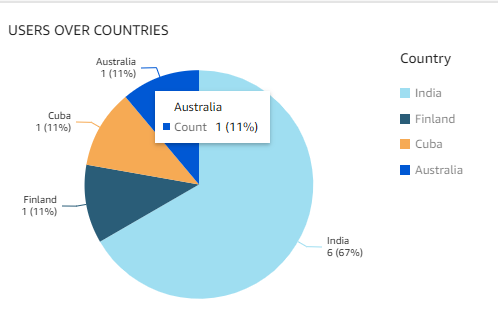 USERS OVER COUNTRIES
Australia
1 (11%)
Cuba
1 (11%)
Finland
1 (11%)
India
6 (67%)
Australia
Count 1 (11%)
Country
India
Finland
Cuba
Australia